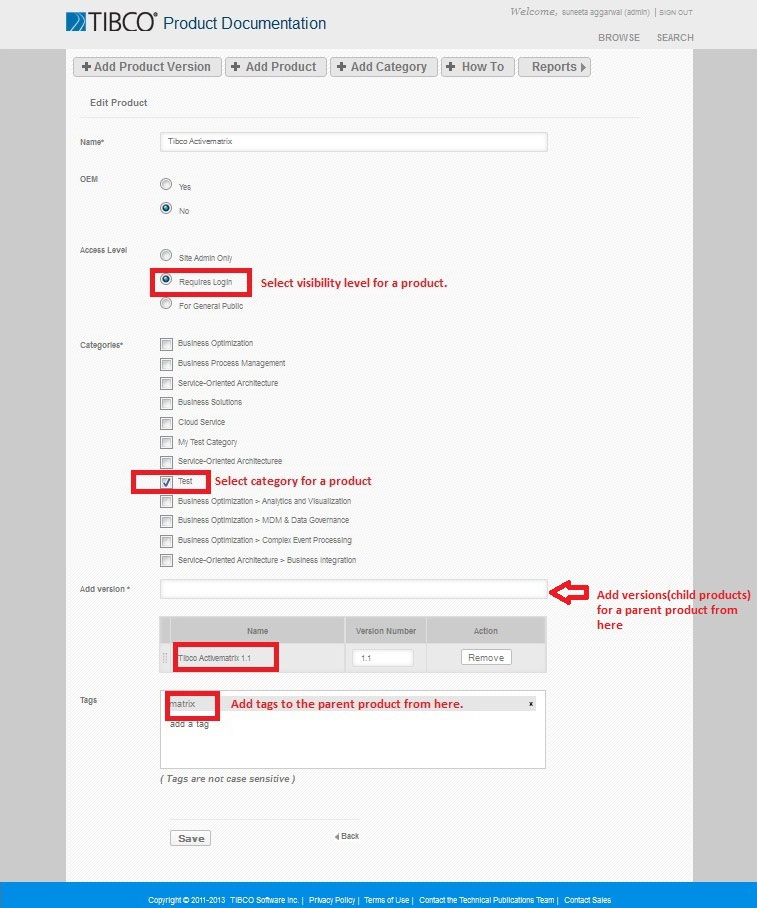 TIBCO® Product Documentation
Welcome, suneeta aggarwal (admin) | SIGN OUT
BROWSE SEARCH
Add Product Version Add Product Add Category How To Reports
Edit Product
Name* Tibco Activematrix
OEM
Yes
No
Access Level
Site Admin Only
Requires Login Select visibility level for a product.
For General Public
Categories* Business Optimization
Business Process Management
Service-Oriented Architecture
Business Solutions
Cloud Service
My Test Category
Service-Oriented Architecturee
Test Select category for a product
Business Optimization > Analytics and Visualization
Business Optimization > MDM & Data Governance
Business Optimization > Complex Event Processing
Service-Oriented Architecture > Business Integration
Add version *
Add versions(child products)
for a parent product from
here
Name Version Number Action
Tibco Activematrix 1.1 1.1 Remove
Tags
matrix Add tags to the parent product from here. x
add a tag
( Tags are not case sensitive )
Save Back
Copyright © 2011-2013 TIBCO Software Inc. | Privacy Policy | Terms of Use | Contact the Technical Publications Team | Contact Sales